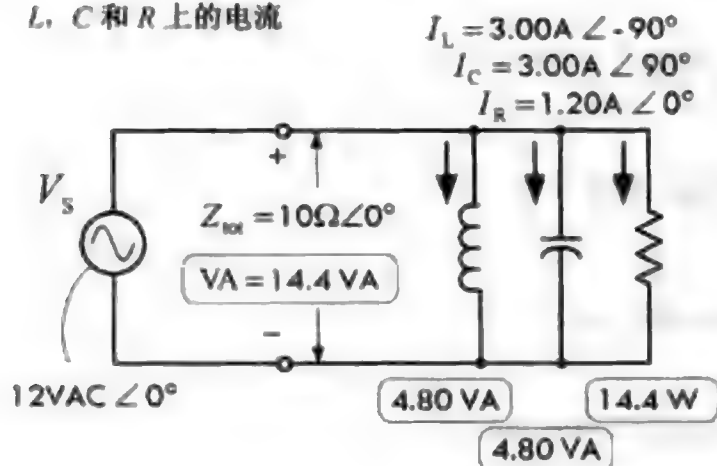 L, C和R上的电流
I_L = 3.00A ∠-90°
I_C = 3.00A ∠90°
I_R = 1.20A ∠0°
+
V_S
Z_tot = 10Ω∠0°
VA = 14.4 VA
−
12VAC ∠0°
4.80 VA
14.4 W
4.80 VA